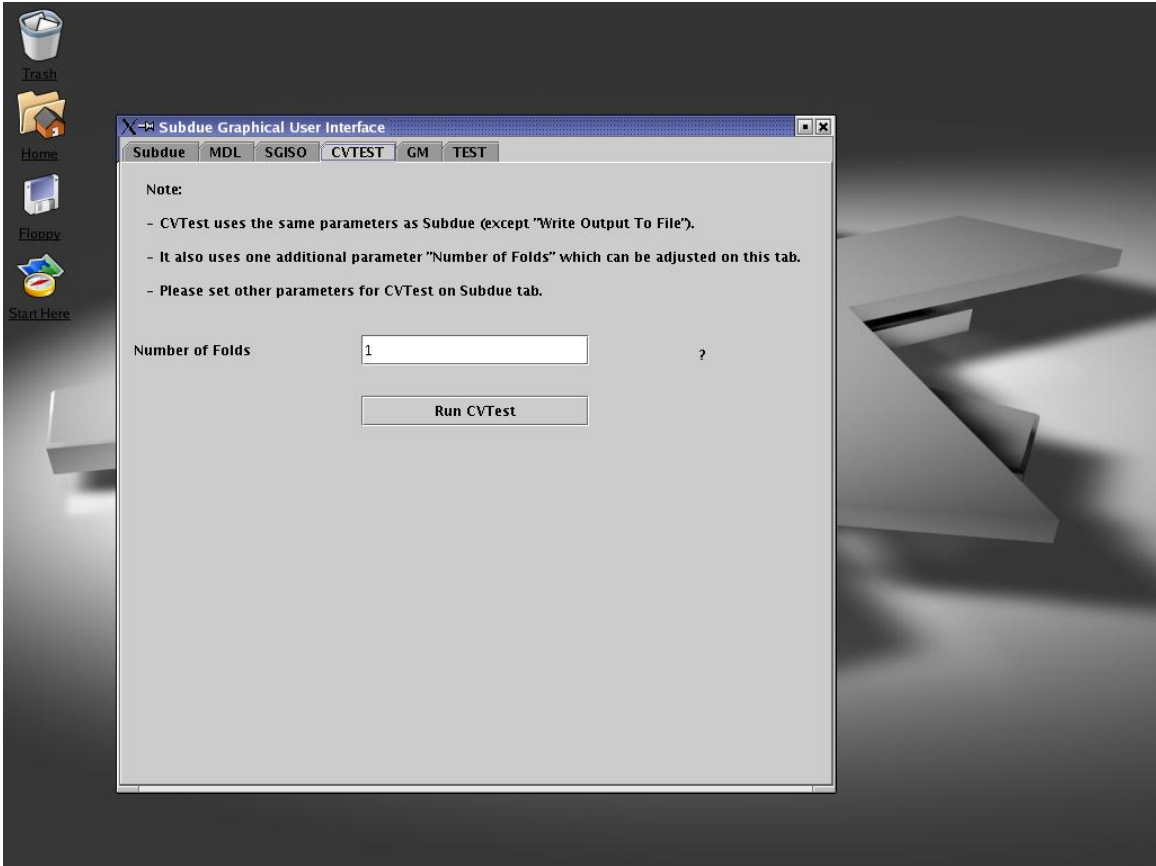 Trash
Home
Floppy
Start Here
Subdue Graphical User Interface
Subdue MDL SGISO CVTEST GM TEST
Note:
- CVTest uses the same parameters as Subdue (except "Write Output To File").
- It also uses one additional parameter "Number of Folds" which can be adjusted on this tab.
- Please set other parameters for CVTest on Subdue tab.
Number of Folds 1 ?
Run CVTest